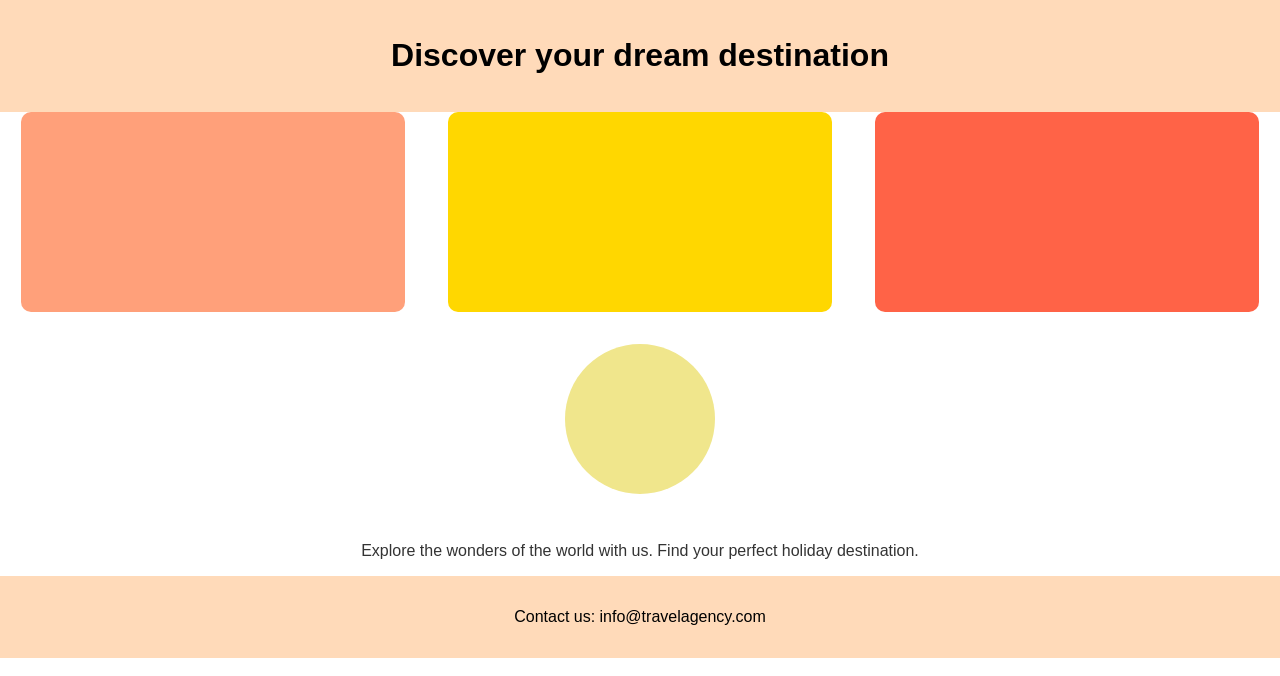 Discover your dream destination
Explore the wonders of the world with us. Find your perfect holiday destination.
Contact us: info@travelagency.com